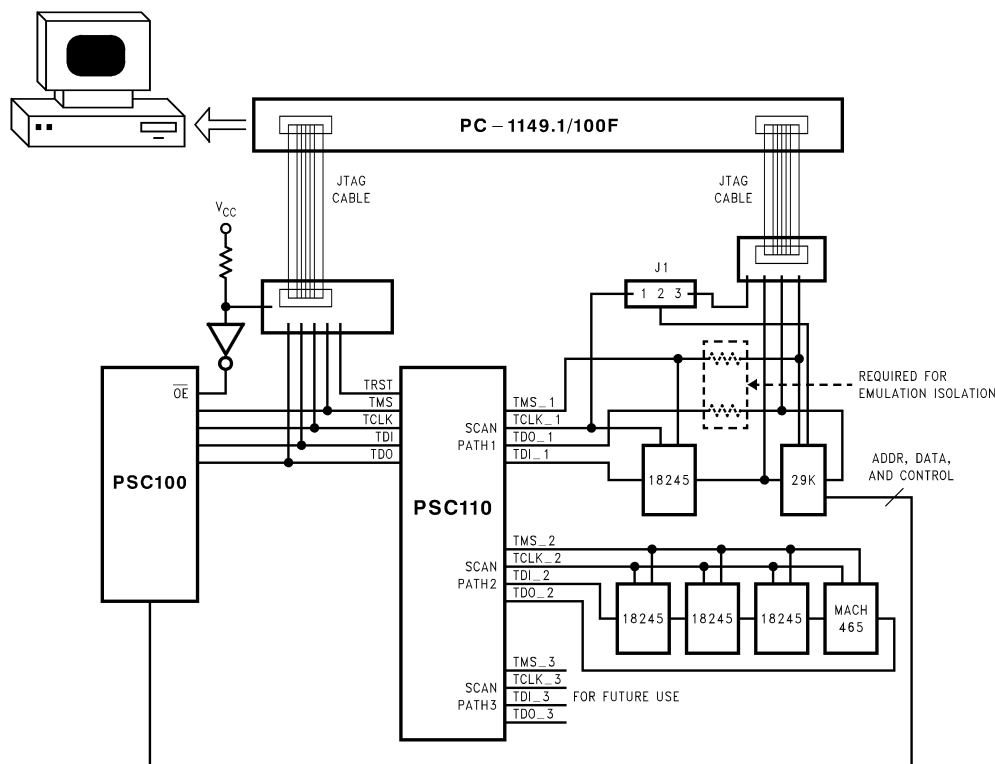 PC–1149.1/100F
JTAG
CABLE
JTAG
CABLE
VCC
J1
1 2 3
OE
TRST
TMS
TCLK
TDI
TDO
PSC100
PSC110
SCAN
PATH1
TMS_1
TCLK_1
TDO_1
TDI_1
REQUIRED FOR
EMULATION ISOLATION
18245
29K
ADDR, DATA,
AND CONTROL
SCAN
PATH2
TMS_2
TCLK_2
TDI_2
TDO_2
18245
18245
18245
MACH
465
SCAN
PATH3
TMS_3
TCLK_3
TDI_3
TDO_3
FOR FUTURE USE